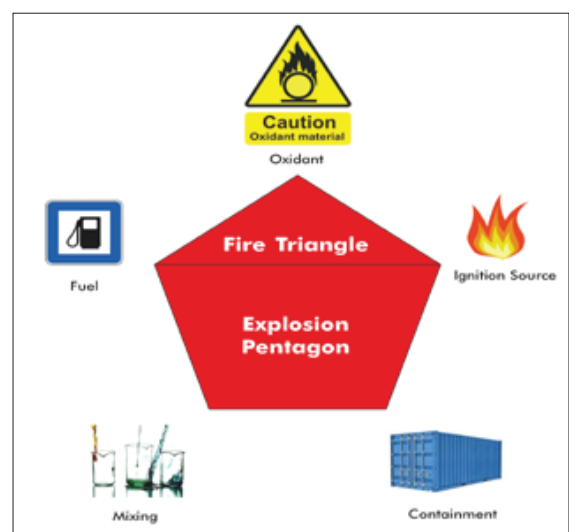 Caution
Oxidant material
Oxidant
Fire Triangle
Fuel
Ignition Source
Explosion
Pentagon
Mixing
Containment